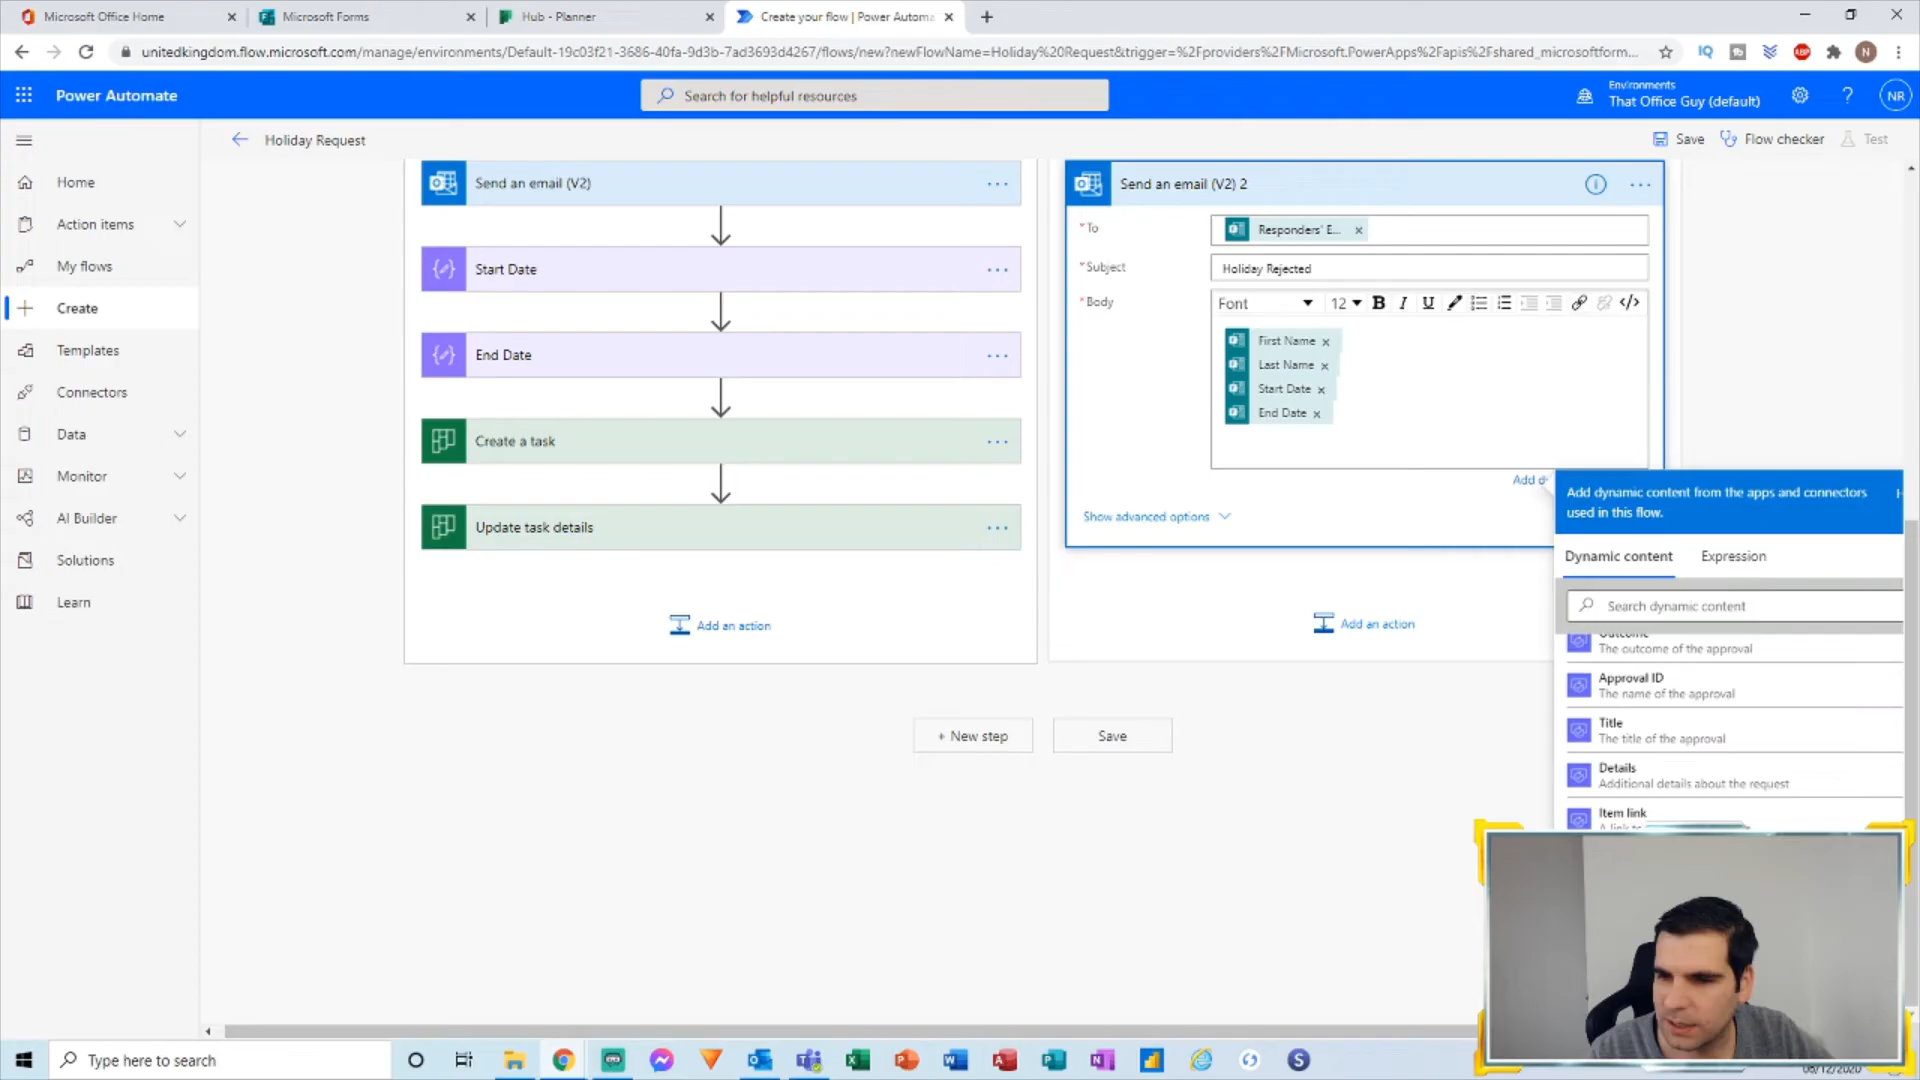 Microsoft Office Home
Microsoft Forms
Hub - Planner
Create your flow | Power Automa
unitedkingdom.flow.microsoft.com/manage/environments/Default-19c03f21-3686-40fa-9d3b-7ad3693d4267/flows/new?newFlowName=Holiday%20Request&trigger=%2Fproviders%2FMicrosoft.PowerApps%2Fapis%2Fshared_microsoftform...
Power Automate
Search for helpful resources
Environments
That Office Guy (default)
NR
Holiday Request
Save
Flow checker
Test
Home
Action items
My flows
Create
Templates
Connectors
Data
Monitor
AI Builder
Solutions
Learn
Send an email (V2)
Start Date
End Date
Create a task
Update task details
Add an action
Send an email (V2) 2
*To
Responders' E... x
*Subject
Holiday Rejected
*Body
Font 12 B I U </>
First Name x
Last Name x
Start Date x
End Date x
Add d
Show advanced options
Add an action
+ New step
Save
Add dynamic content from the apps and connectors
used in this flow.
Dynamic content
Expression
Search dynamic content
Outcome
The outcome of the approval
Approval ID
The name of the approval
Title
The title of the approval
Details
Additional details about the request
Item link
Type here to search
06/12/2020